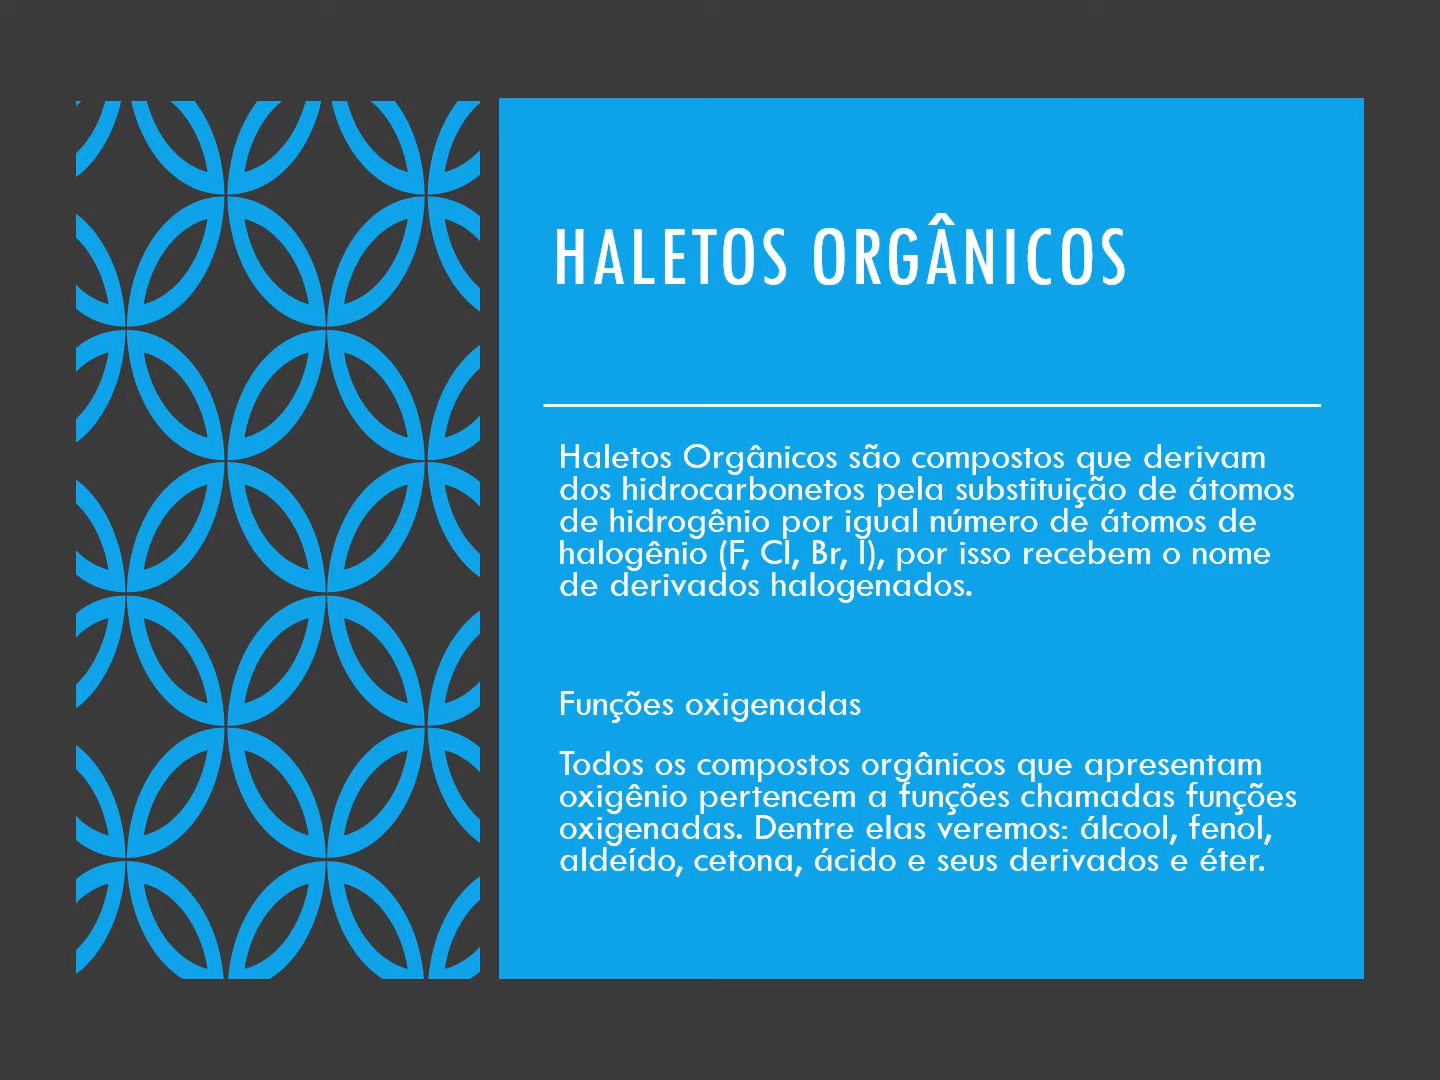 HALETOS ORGÂNICOS
Haletos Orgânicos são compostos que derivam
dos hidrocarbonetos pela substituição de átomos
de hidrogênio por igual número de átomos de
halogênio (F, Cl, Br, I), por isso recebem o nome
de derivados halogenados.
Funções oxigenadas
Todos os compostos orgânicos que apresentam
oxigênio pertencem a funções chamadas funções
oxigenadas. Dentre elas veremos: álcool, fenol,
aldeído, cetona, ácido e seus derivados e éter.